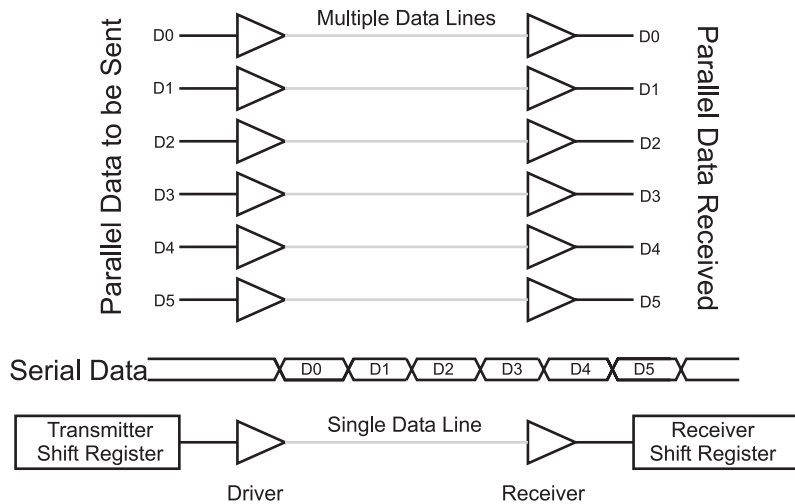 Multiple Data Lines
Parallel Data to be Sent
Parallel Data Received
D0 D0
D1 D1
D2 D2
D3 D3
D4 D4
D5 D5
Serial Data D0 D1 D2 D3 D4 D5
Transmitter
Shift Register
Single Data Line
Receiver
Shift Register
Driver Receiver